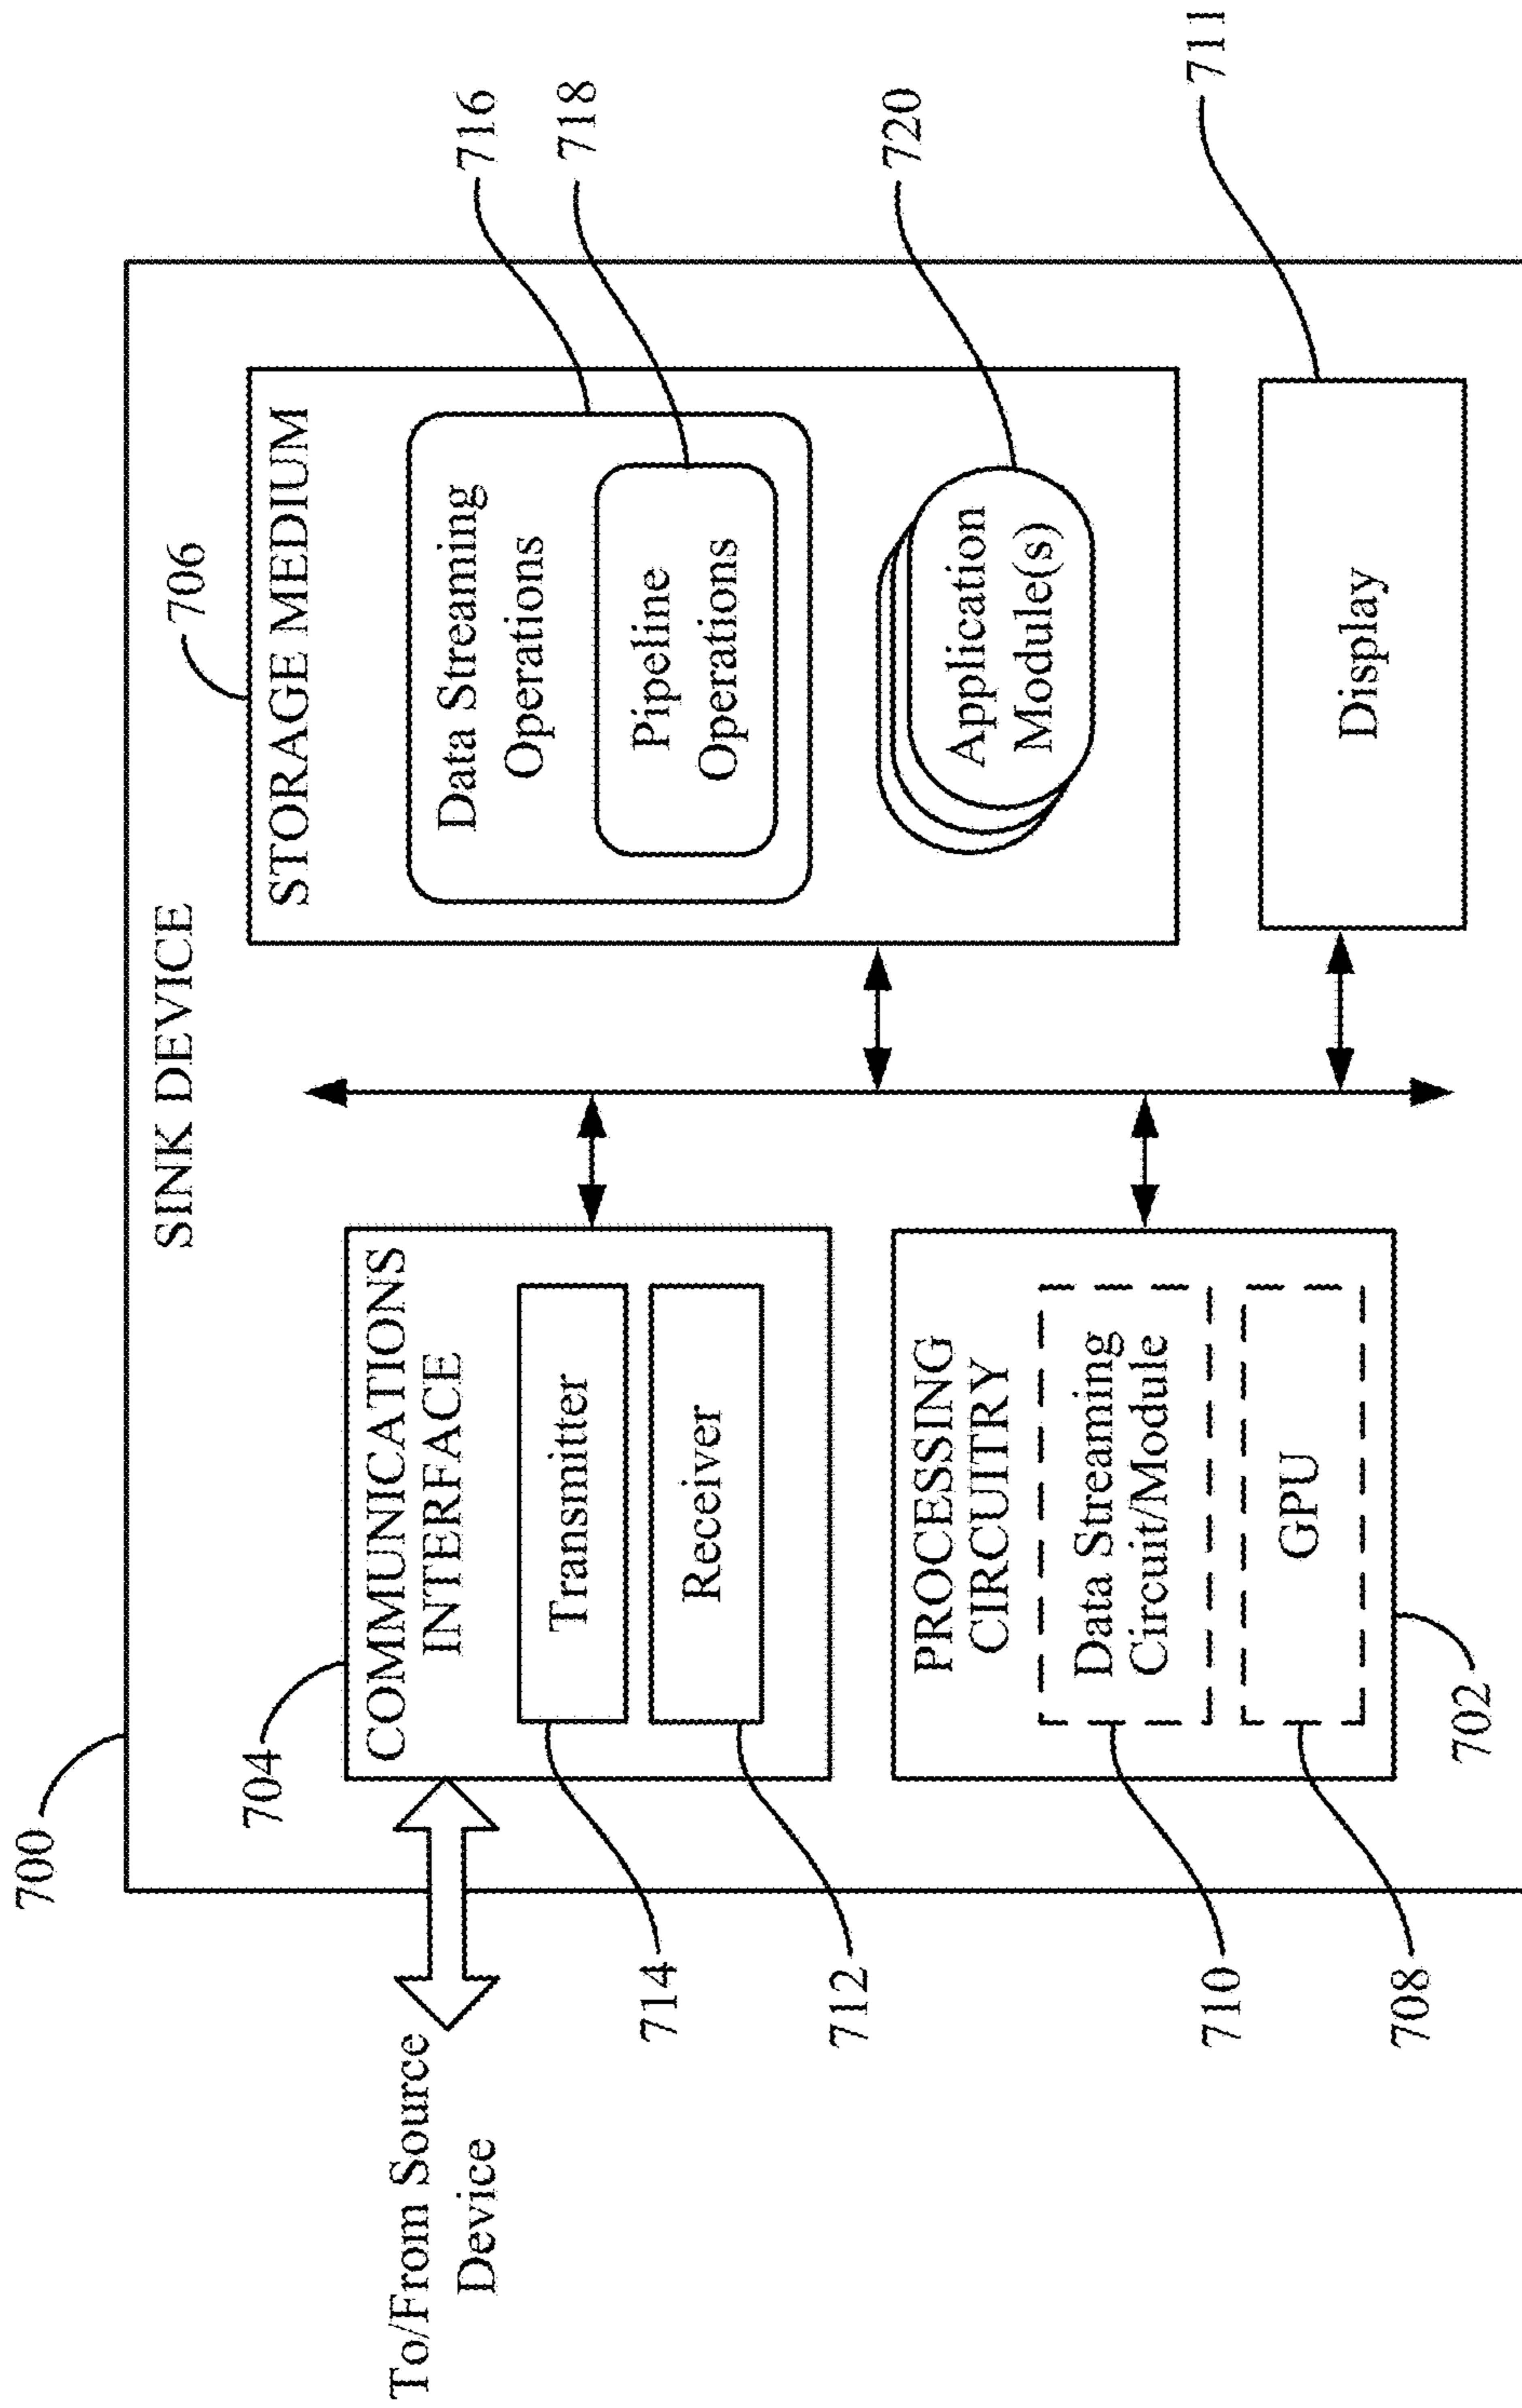 700
SINK DEVICE
706
704
To/From Source
Device
COMMUNICATIONS
INTERFACE
Transmitter
Receiver
714
712
STORAGE MEDIUM
Data Streaming
Operations
Pipeline
Operations
716
718
Application
Module(s)
720
PROCESSING
CIRCUITRY
Data Streaming
Circuit/Module
GPU
710
708
702
Display
711